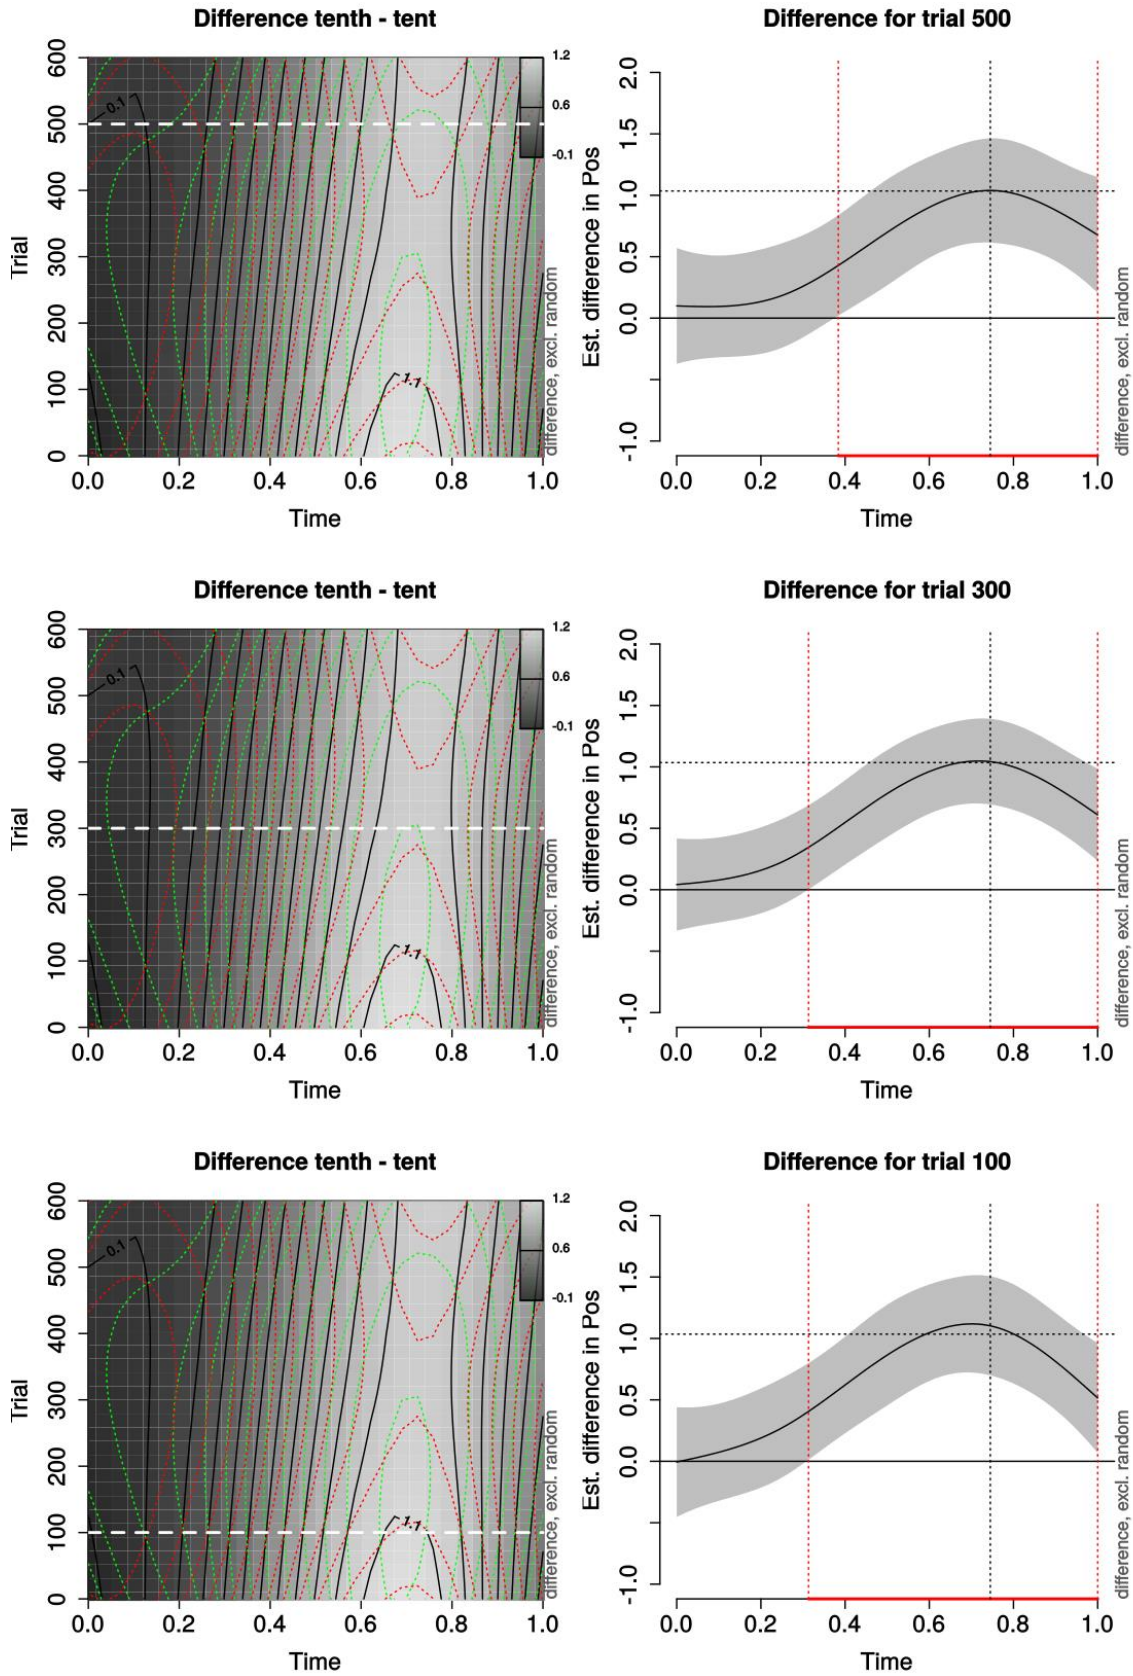 Difference tenth - tent
Difference for trial 500
600
500
400
300
200
100
0
Trial
0.1
1.1
1.2
0.6
-0.1
difference, excl. random
0.0 0.2 0.4 0.6 0.8 1.0
Time
2.0
1.5
1.0
0.5
0.0
-1.0
Est. difference in Pos
difference, excl. random
0.0 0.2 0.4 0.6 0.8 1.0
Time
Difference tenth - tent
Difference for trial 300
600
500
400
300
200
100
0
Trial
0.1
1.1
1.2
0.6
-0.1
difference, excl. random
0.0 0.2 0.4 0.6 0.8 1.0
Time
2.0
1.5
1.0
0.5
0.0
-1.0
Est. difference in Pos
difference, excl. random
0.0 0.2 0.4 0.6 0.8 1.0
Time
Difference tenth - tent
Difference for trial 100
600
500
400
300
200
100
0
Trial
0.1
1.1
1.2
0.6
-0.1
difference, excl. random
0.0 0.2 0.4 0.6 0.8 1.0
Time
2.0
1.5
1.0
0.5
0.0
-1.0
Est. difference in Pos
difference, excl. random
0.0 0.2 0.4 0.6 0.8 1.0
Time